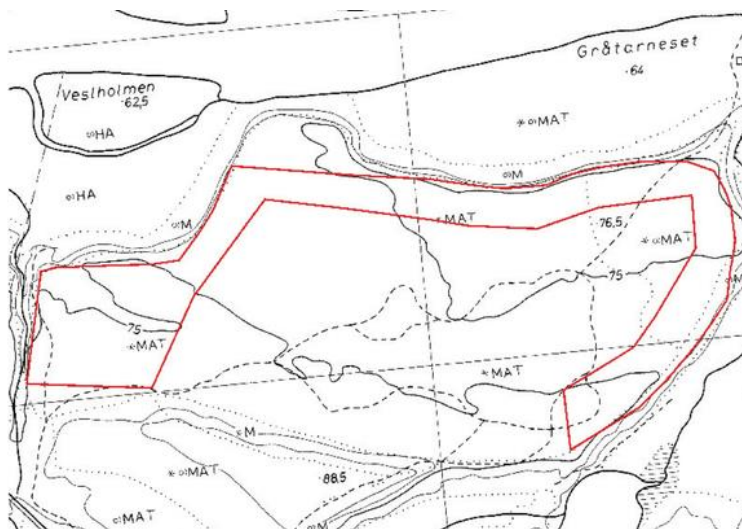 Gråtarneset
·64
Veslholmen
·62,5
∞HA
*∞MAT
∞HA
∞M
∞M
MAT
76,5
*∞MAT
75
M
75
*MAT
*MAT
*M
*∞MAT
88,5
∞MAT
∞M